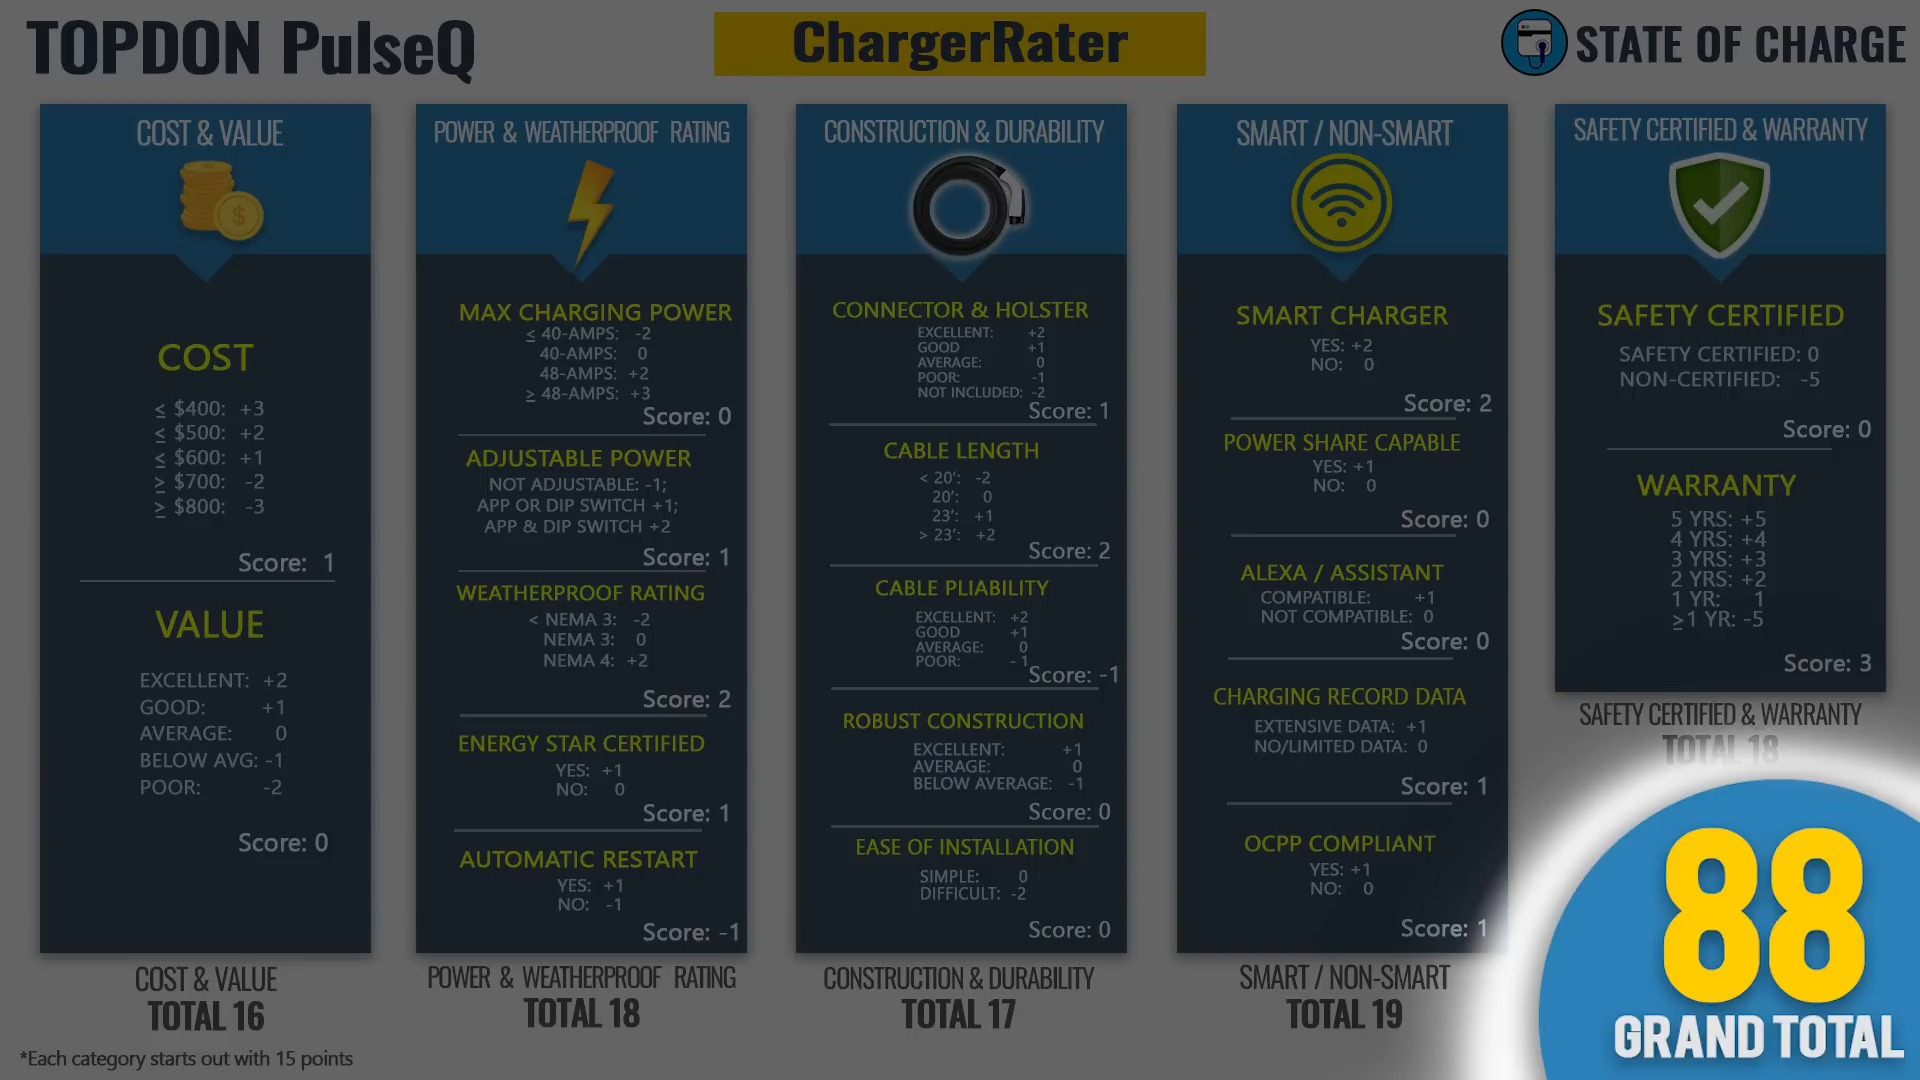 TOPDON PulseQ
ChargerRater
STATE OF CHARGE
COST & VALUE
$
COST
≤ $400: +3
≤ $500: +2
≤ $600: +1
≥ $700: -2
≥ $800: -3
Score: 1
VALUE
EXCELLENT: +2
GOOD: +1
AVERAGE: 0
BELOW AVG: -1
POOR: -2
Score: 0
COST & VALUE
TOTAL 16
POWER & WEATHERPROOF RATING
MAX CHARGING POWER
≤ 40-AMPS: -2
40-AMPS: 0
48-AMPS: +2
≥ 48-AMPS: +3
Score: 0
ADJUSTABLE POWER
NOT ADJUSTABLE: -1;
APP OR DIP SWITCH +1;
APP & DIP SWITCH +2
Score: 1
WEATHERPROOF RATING
< NEMA 3: -2
NEMA 3: 0
NEMA 4: +2
Score: 2
ENERGY STAR CERTIFIED
YES: +1
NO: 0
Score: 1
AUTOMATIC RESTART
YES: +1
NO: -1
Score: -1
POWER & WEATHERPROOF RATING
TOTAL 18
CONSTRUCTION & DURABILITY
CONNECTOR & HOLSTER
EXCELLENT: +2
GOOD +1
AVERAGE: 0
POOR: -1
NOT INCLUDED: -2
Score: 1
CABLE LENGTH
< 20': -2
20': 0
23': +1
> 23': +2
Score: 2
CABLE PLIABILITY
EXCELLENT: +2
GOOD +1
AVERAGE: 0
POOR: - 1
Score: -1
ROBUST CONSTRUCTION
EXCELLENT: +1
AVERAGE: 0
BELOW AVERAGE: -1
Score: 0
EASE OF INSTALLATION
SIMPLE: 0
DIFFICULT: -2
Score: 0
CONSTRUCTION & DURABILITY
TOTAL 17
SMART / NON-SMART
SMART CHARGER
YES: +2
NO: 0
Score: 2
POWER SHARE CAPABLE
YES: +1
NO: 0
Score: 0
ALEXA / ASSISTANT
COMPATIBLE: +1
NOT COMPATIBLE: 0
Score: 0
CHARGING RECORD DATA
EXTENSIVE DATA: +1
NO/LIMITED DATA: 0
Score: 1
OCPP COMPLIANT
YES: +1
NO: 0
Score: 1
SMART / NON-SMART
TOTAL 19
SAFETY CERTIFIED & WARRANTY
SAFETY CERTIFIED
SAFETY CERTIFIED: 0
NON-CERTIFIED: -5
Score: 0
WARRANTY
5 YRS: +5
4 YRS: +4
3 YRS: +3
2 YRS: +2
1 YR: 1
≥1 YR: -5
Score: 3
SAFETY CERTIFIED & WARRANTY
TOTAL 18
88
GRAND TOTAL
*Each category starts out with 15 points